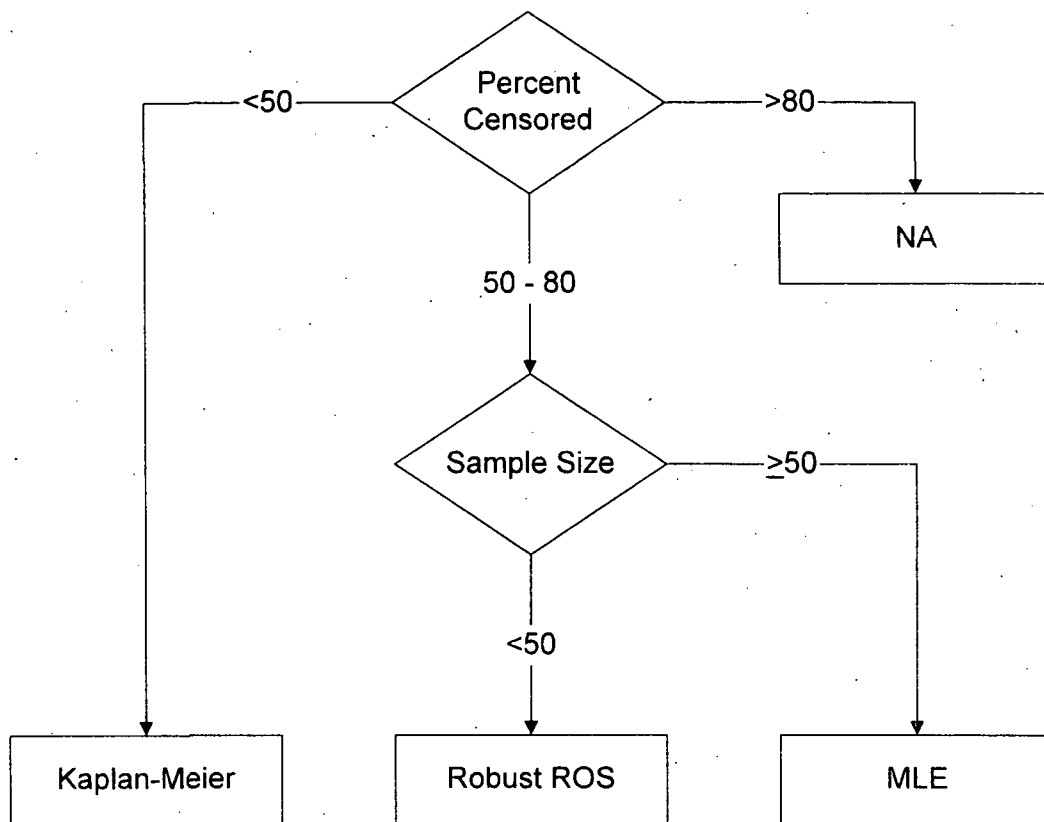 Percent
Censored
<50
>80
NA
50 - 80
Sample Size
≥50
<50
Kaplan-Meier
Robust ROS
MLE